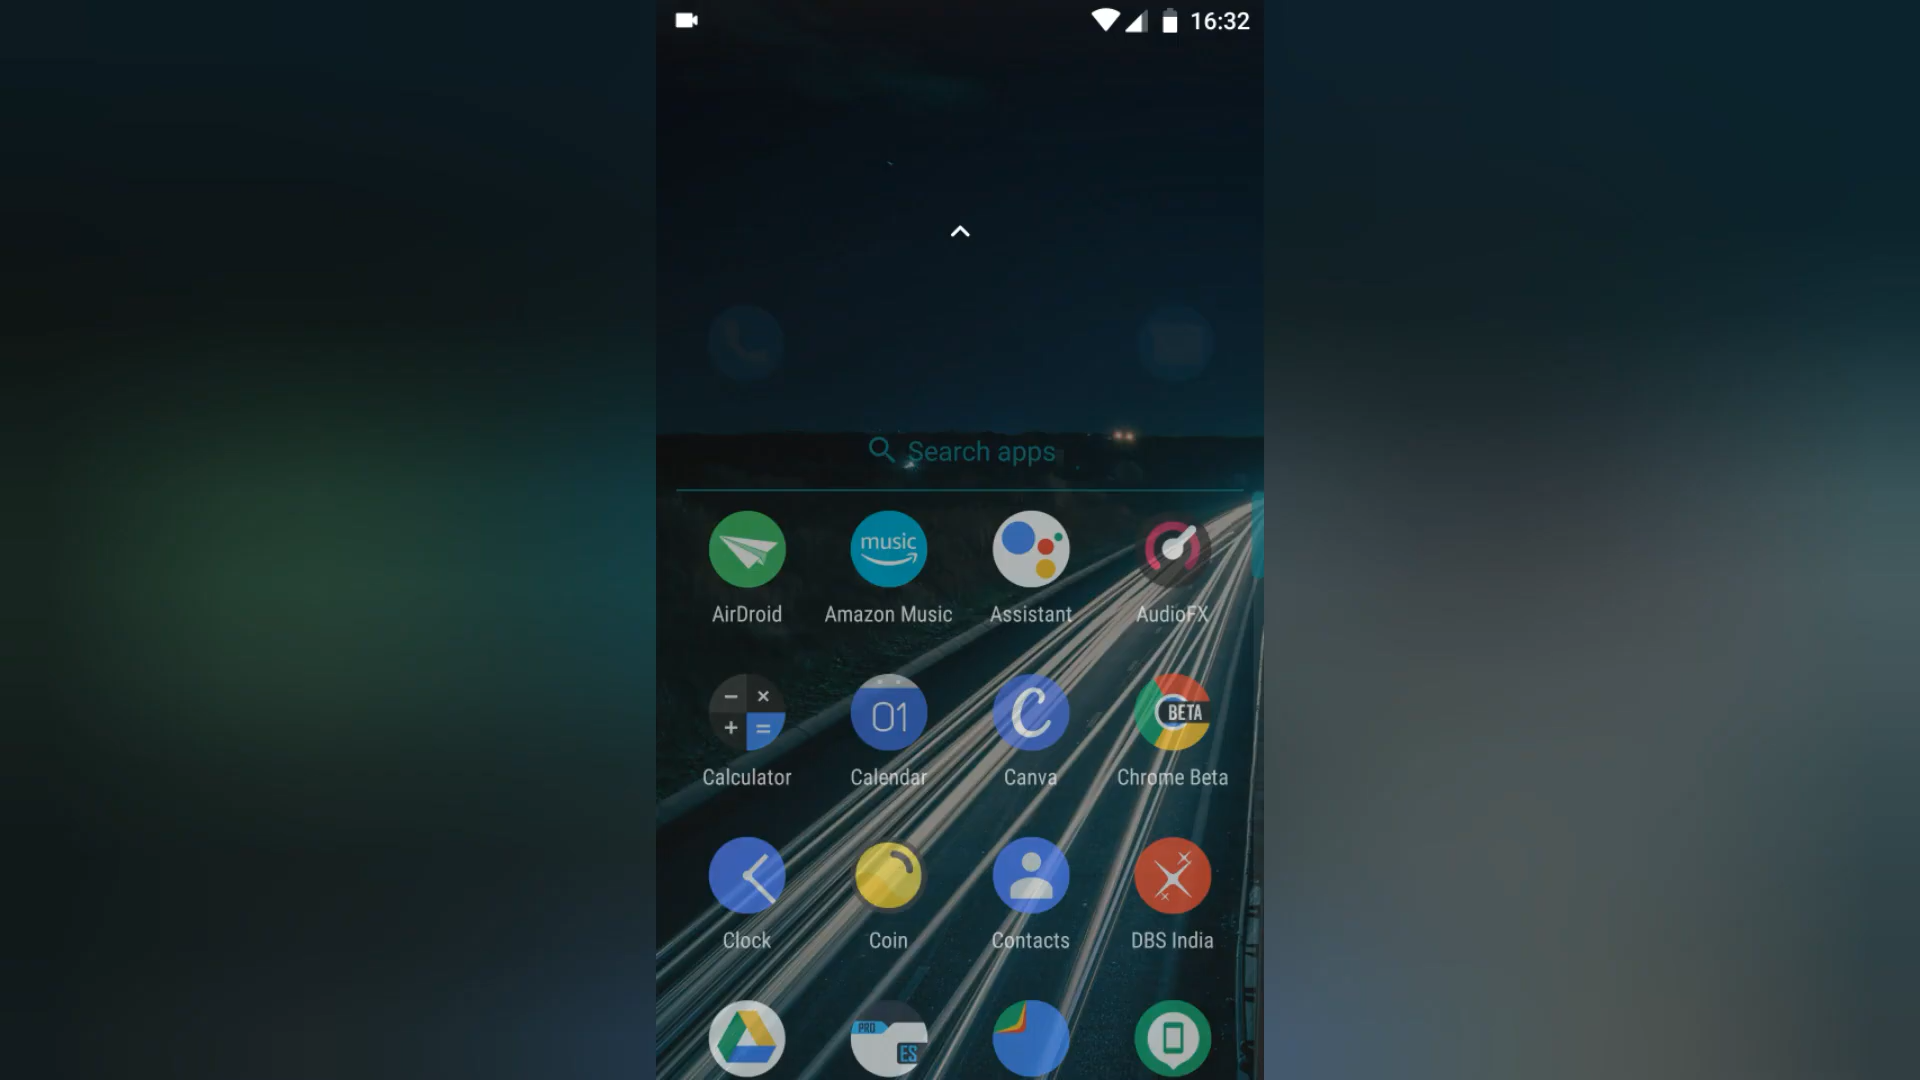 16:32
Search apps
music
AirDroid Amazon Music Assistant AudioFX
01 C BETA
Calculator Calendar Canva Chrome Beta
Clock Coin Contacts DBS India
PRO
ES